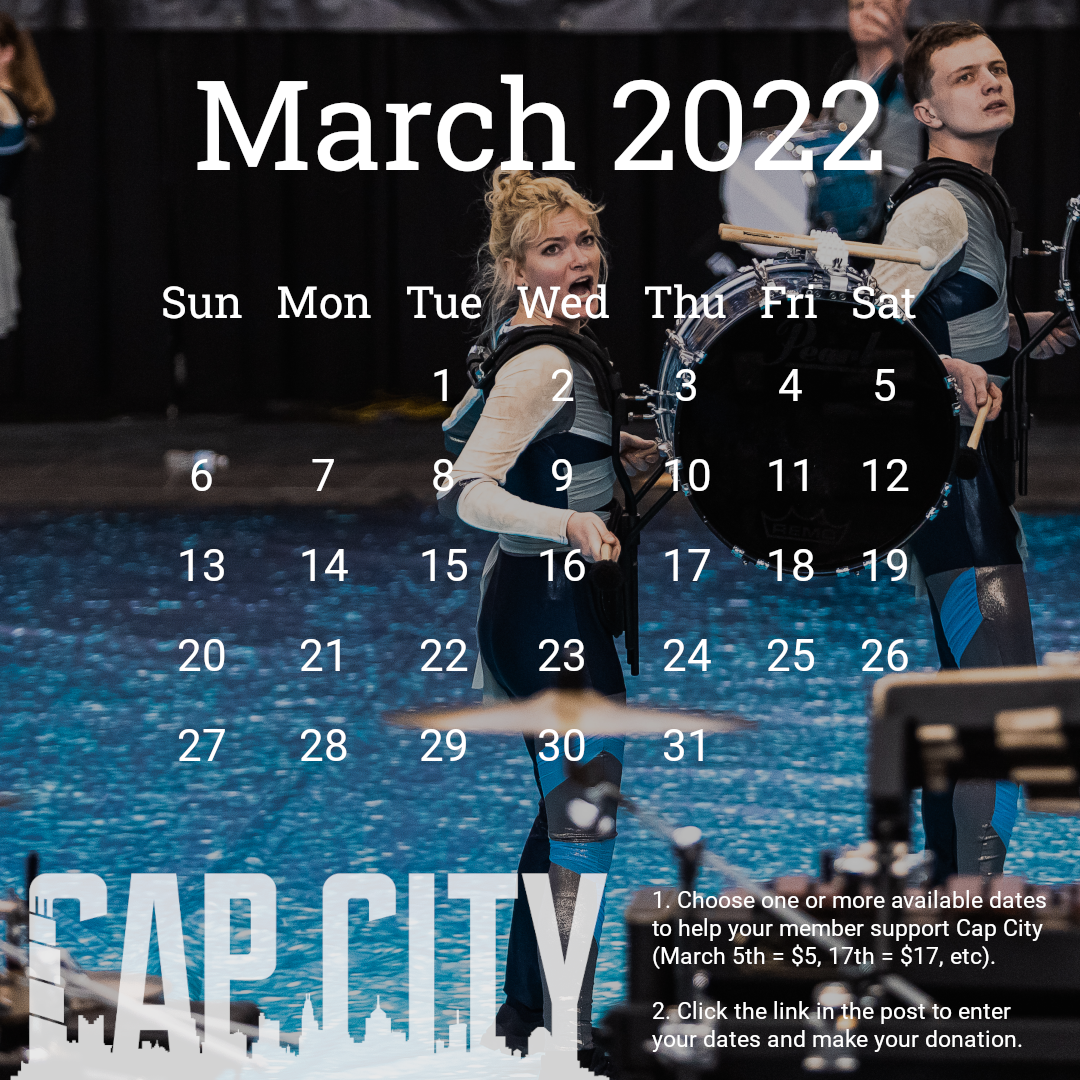 March 2022
Sun Mon Tue Wed Thu Fri Sat
1 2 3 4 5
6 7 8 9 10 11 12
13 14 15 16 17 18 19
20 21 22 23 24 25 26
27 28 29 30 31
Pearl
REMO
CAP CITY
1. Choose one or more available dates
to help your member support Cap City
(March 5th = $5, 17th = $17, etc).
2. Click the link in the post to enter
your dates and make your donation.